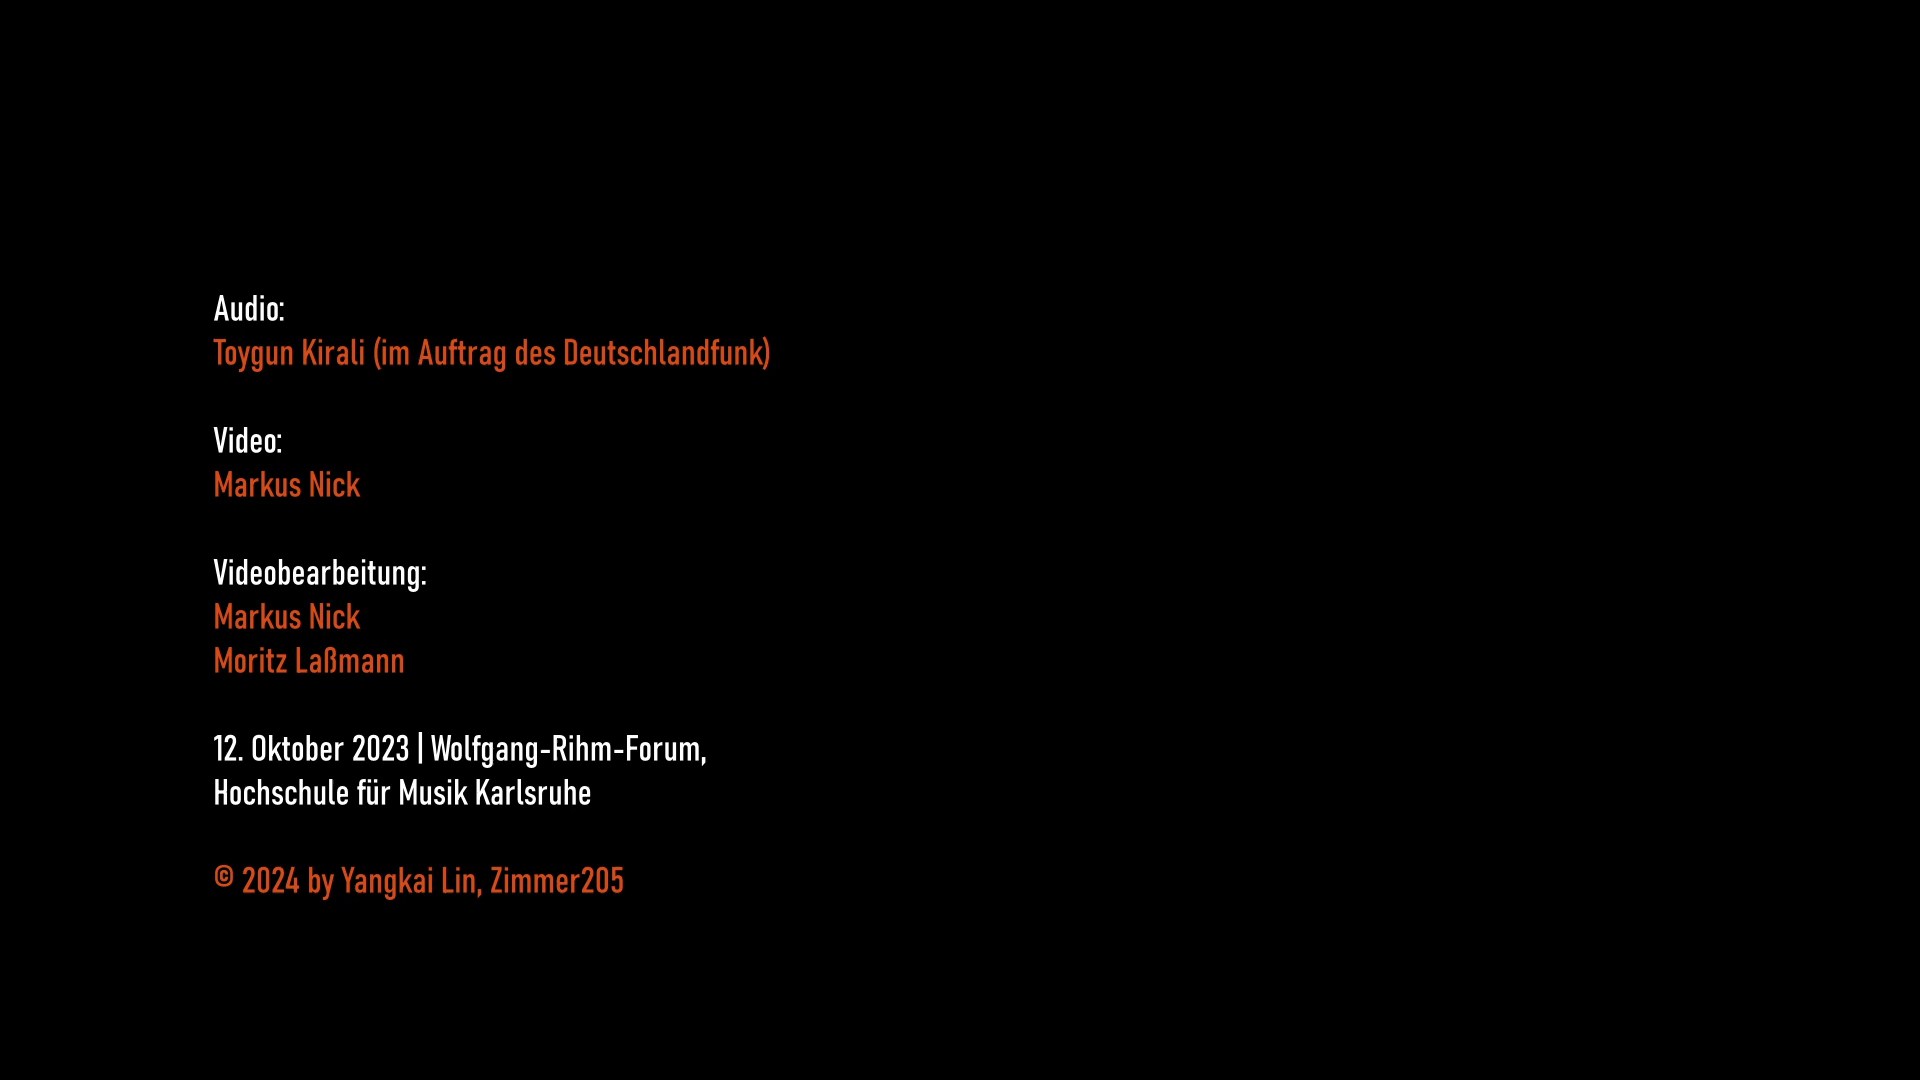 Audio:
Toygun Kirali (im Auftrag des Deutschlandfunk)
Video:
Markus Nick
Videobearbeitung:
Markus Nick
Moritz Laßmann
12. Oktober 2023 | Wolfgang-Rihm-Forum,
Hochschule für Musik Karlsruhe
© 2024 by Yangkai Lin, Zimmer205